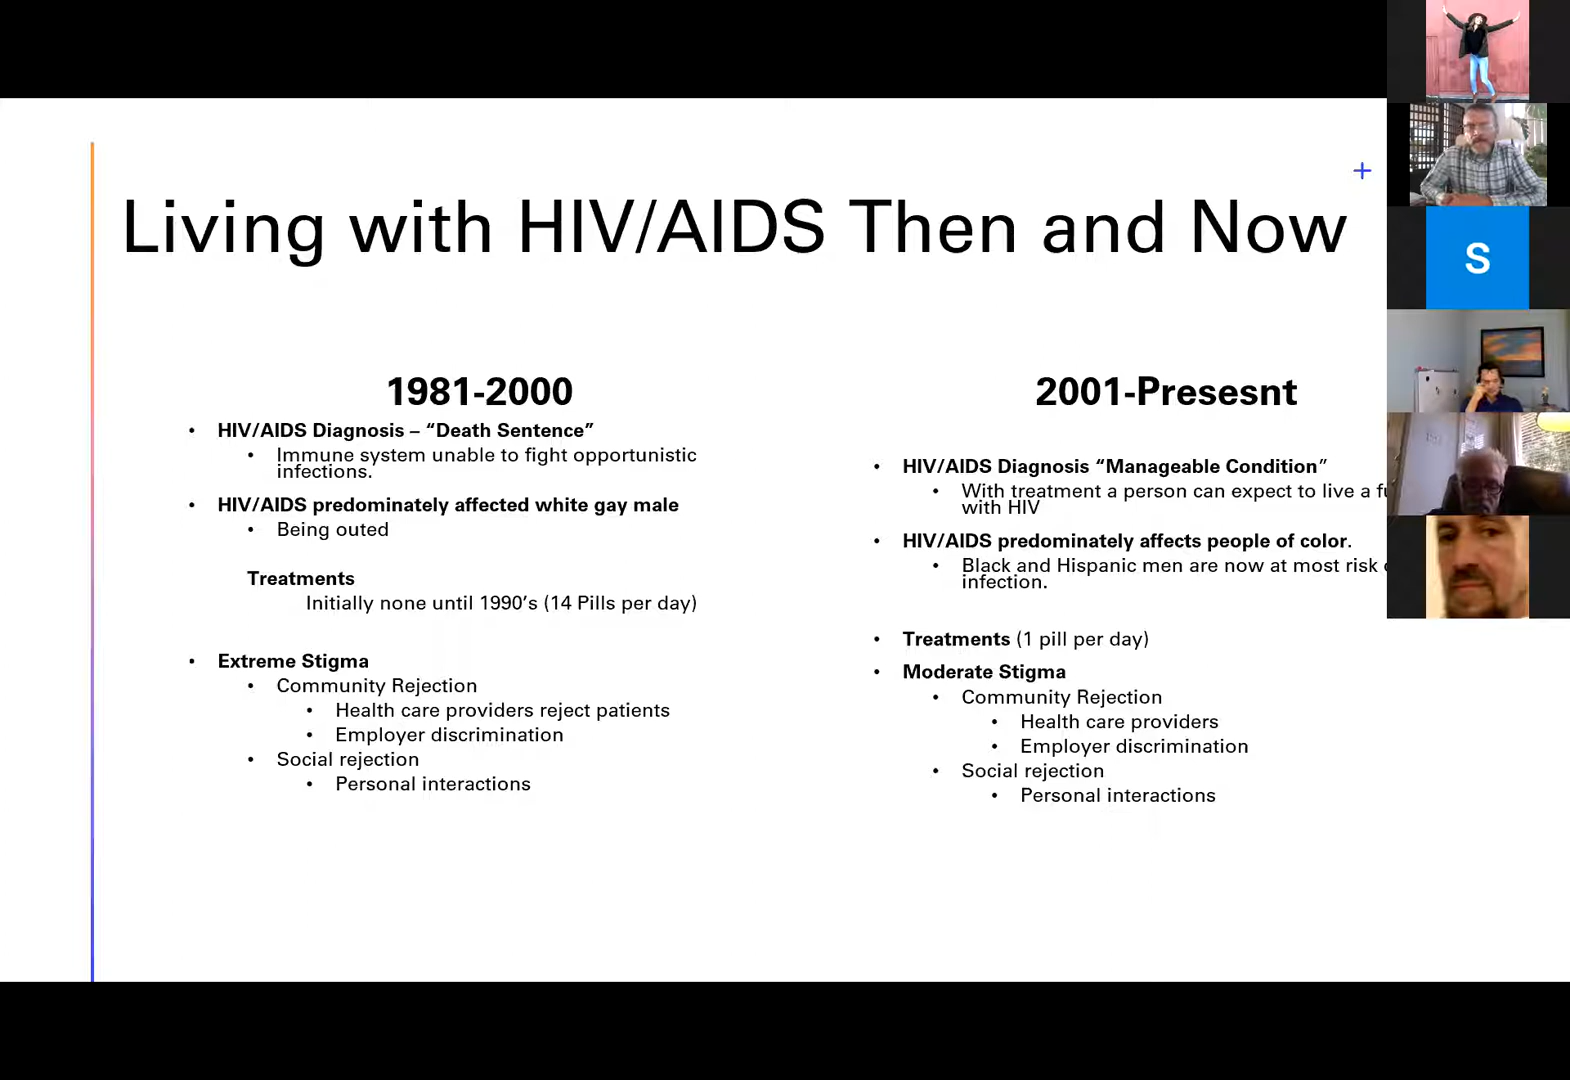 Living with HIV/AIDS Then and Now
1981-2000
• HIV/AIDS Diagnosis – “Death Sentence”
• Immune system unable to fight opportunistic
infections.
• HIV/AIDS predominately affected white gay male
• Being outed
Treatments
Initially none until 1990’s (14 Pills per day)
• Extreme Stigma
• Community Rejection
• Health care providers reject patients
• Employer discrimination
• Social rejection
• Personal interactions
2001-Presesnt
• HIV/AIDS Diagnosis “Manageable Condition”
• With treatment a person can expect to live a
with HIV
• HIV/AIDS predominately affects people of color.
• Black and Hispanic men are now at most risk
infection.
• Treatments (1 pill per day)
• Moderate Stigma
• Community Rejection
• Health care providers
• Employer discrimination
• Social rejection
• Personal interactions
S